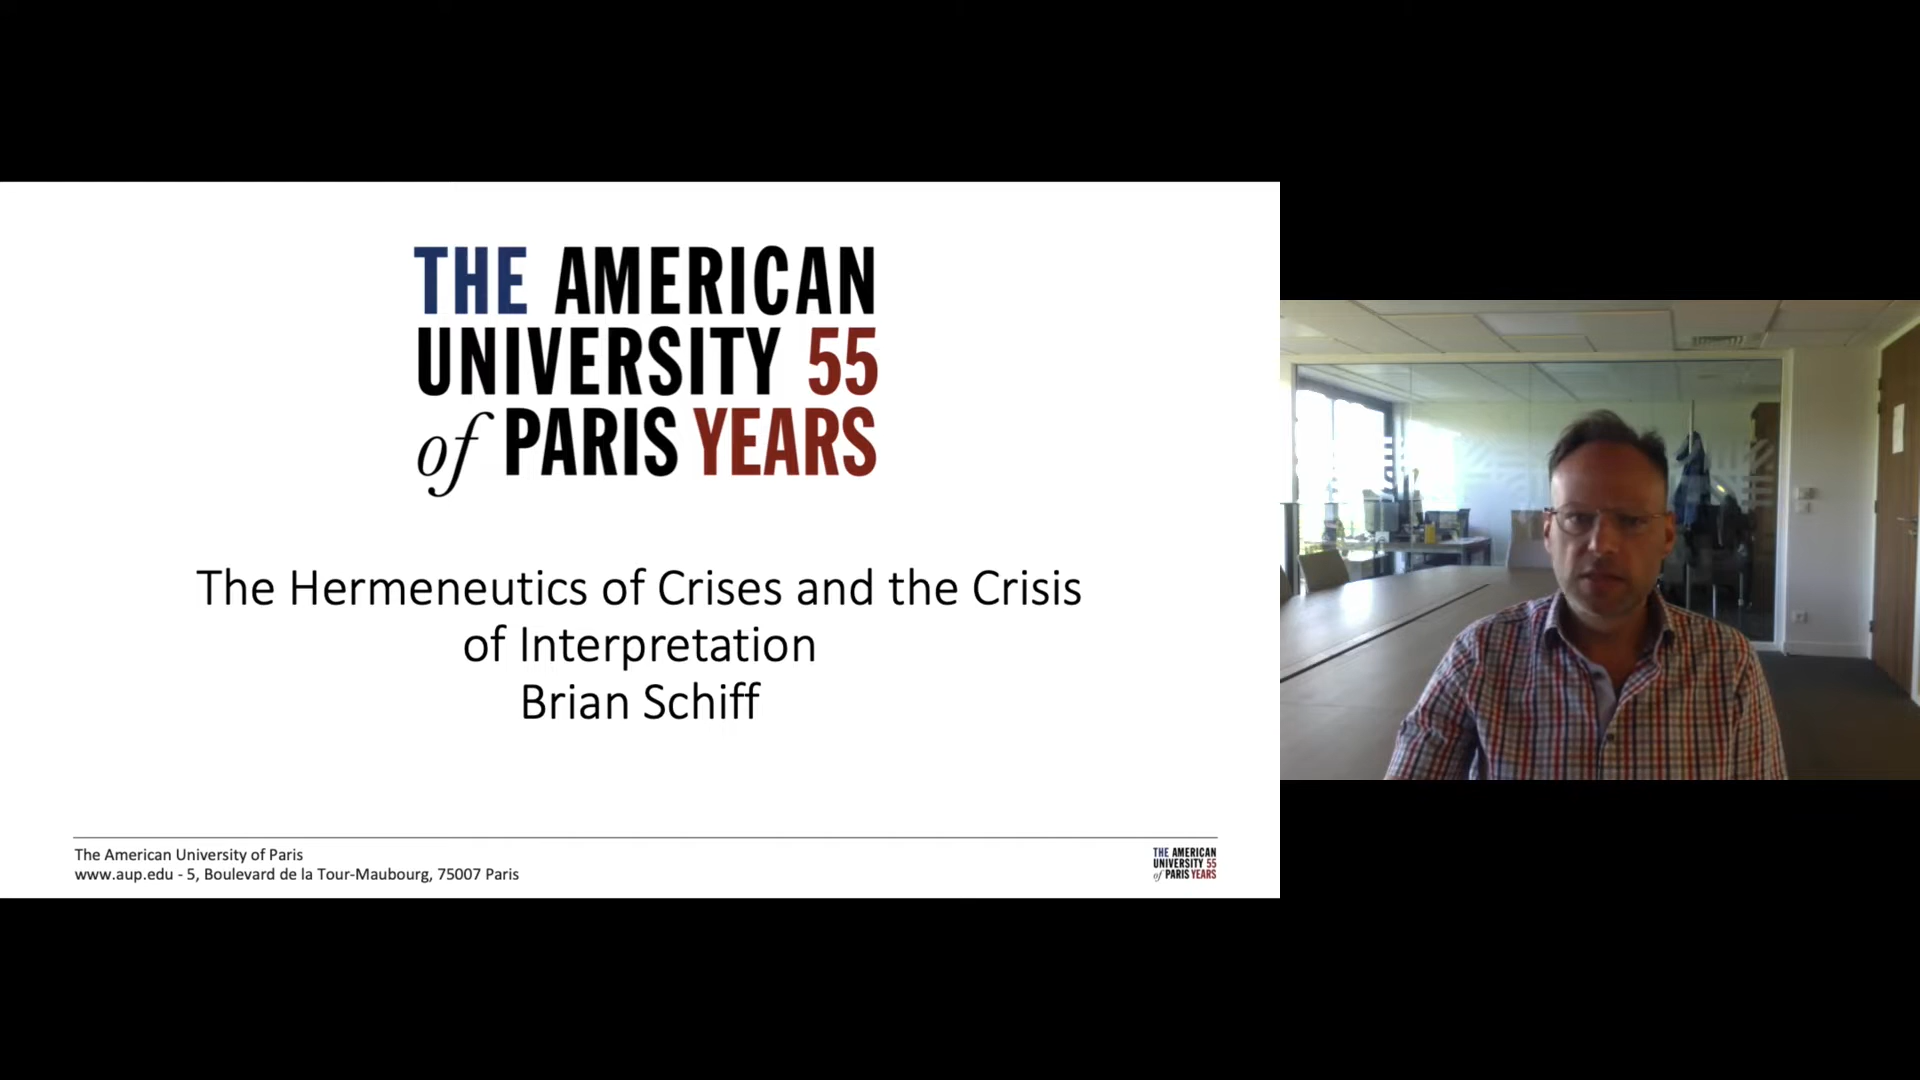 THE AMERICAN
UNIVERSITY 55
of PARIS YEARS
The Hermeneutics of Crises and the Crisis
of Interpretation
Brian Schiff
The American University of Paris
www.aup.edu - 5, Boulevard de la Tour-Maubourg, 75007 Paris
THE AMERICAN
UNIVERSITY 55
of PARIS YEARS